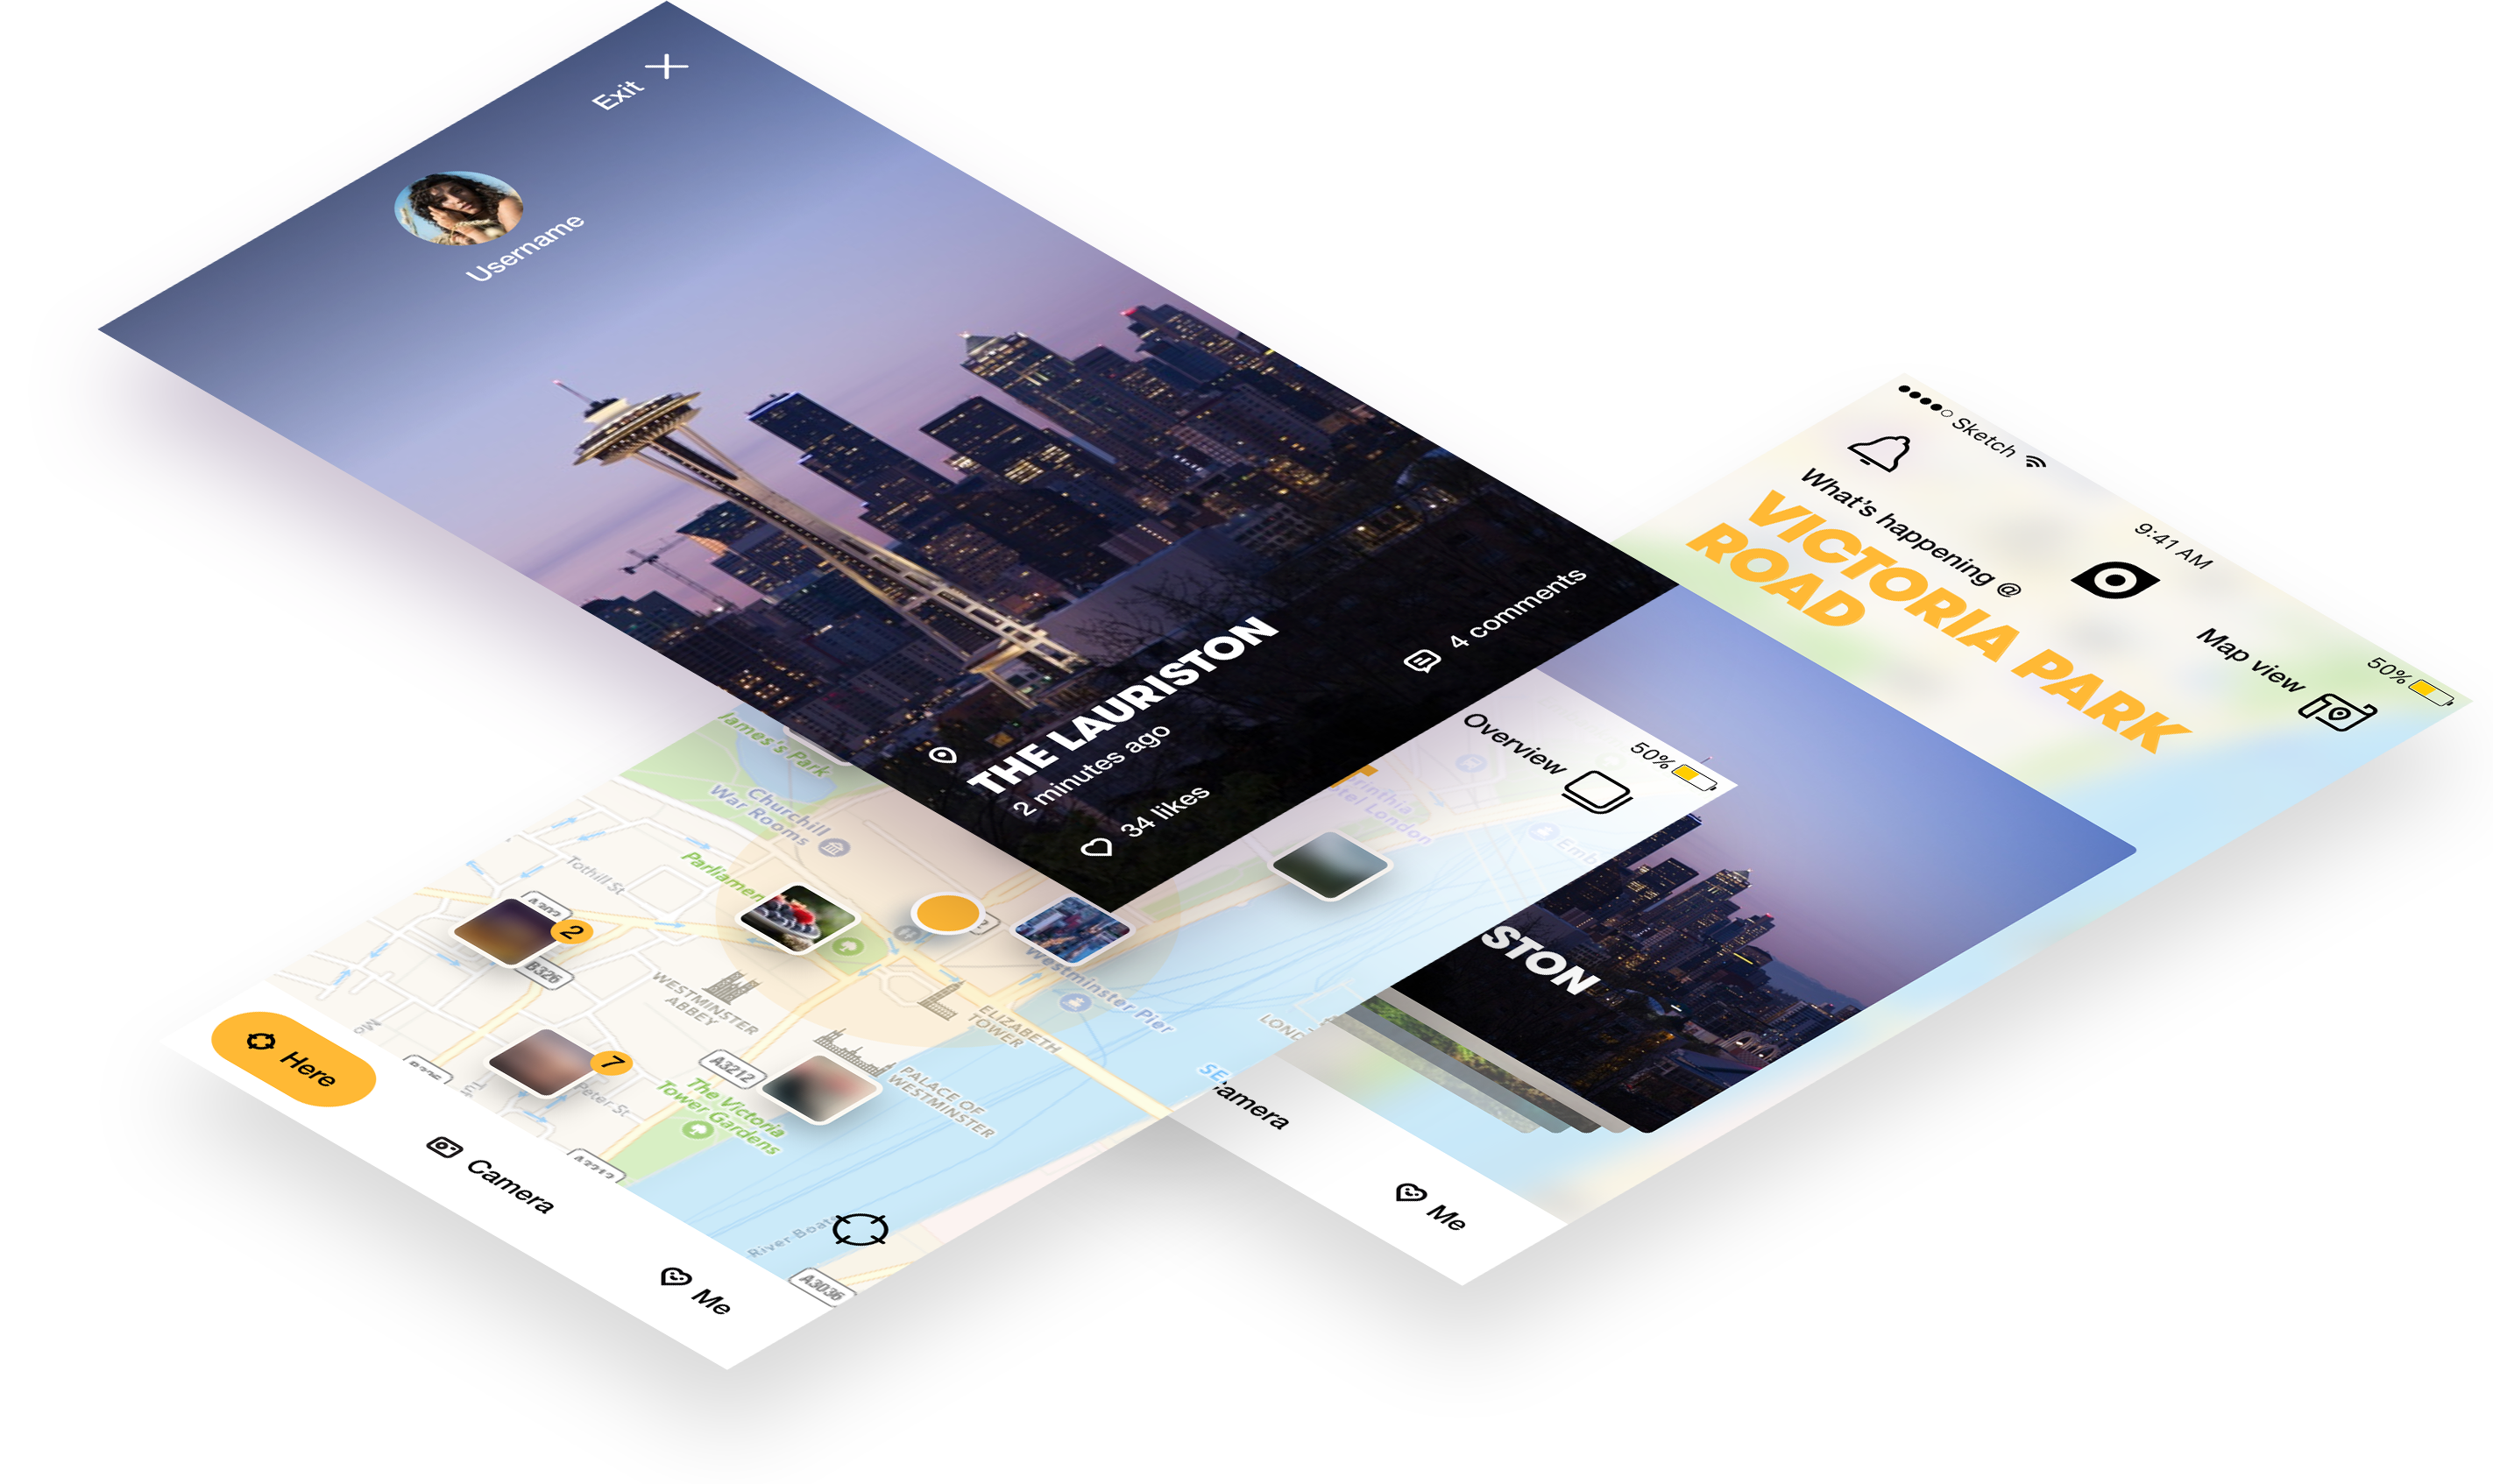 Exit
Username
THE LAURISTON
2 minutes ago
34 likes
4 comments
Sketch
9:41 AM
50%
What's happening @
VICTORIA PARK
ROAD
Map view
STON
Me
50%
Overview
James's Park
Churchill
War Rooms
Tothill St
2
B326
WESTMINSTER
ABBEY
Westminster Pier
ELIZABETH
TOWER
7
Peter St
A3212
The Victoria
Tower Gardens
PALACE OF
WESTMINSTER
River Boat
A3036
Here
Camera
Me